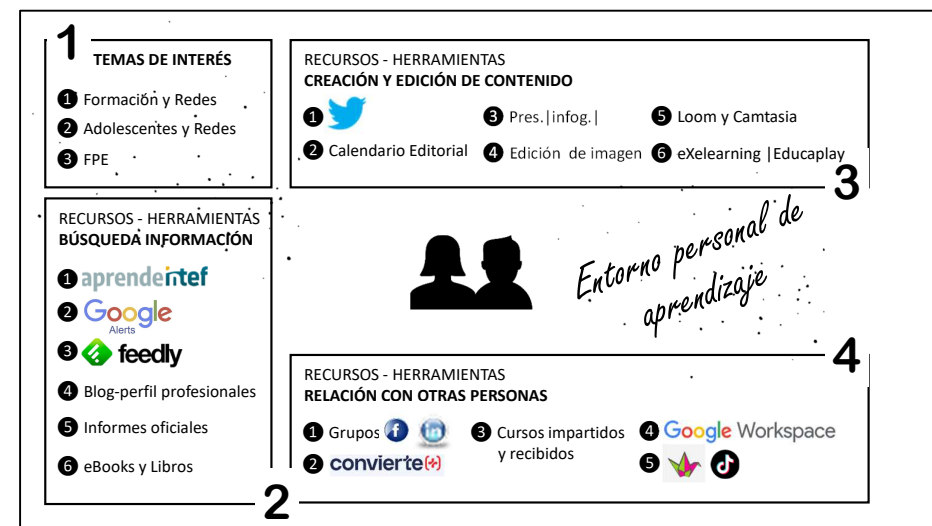 1
TEMAS DE INTERÉS
1 Formación y Redes
2 Adolescentes y Redes
3 FPE
RECURSOS - HERRAMIENTAS
CREACIÓN Y EDICIÓN DE CONTENIDO
1
2 Calendario Editorial
3 Pres.|infog.|
4 Edición de imagen
5 Loom y Camtasia
6 eXelearning |Educaplay
3
RECURSOS - HERRAMIENTAS
BÚSQUEDA INFORMACIÓN
1 aprendeintef
2 Google
Alerts
3 feedly
4 Blog-perfil profesionales
5 Informes oficiales
6 eBooks y Libros
2
Entorno personal de
aprendizaje
4
RECURSOS - HERRAMIENTAS
RELACIÓN CON OTRAS PERSONAS
1 Grupos f in
2 convierte(+)
3 Cursos impartidos
y recibidos
4 Google Workspace
5